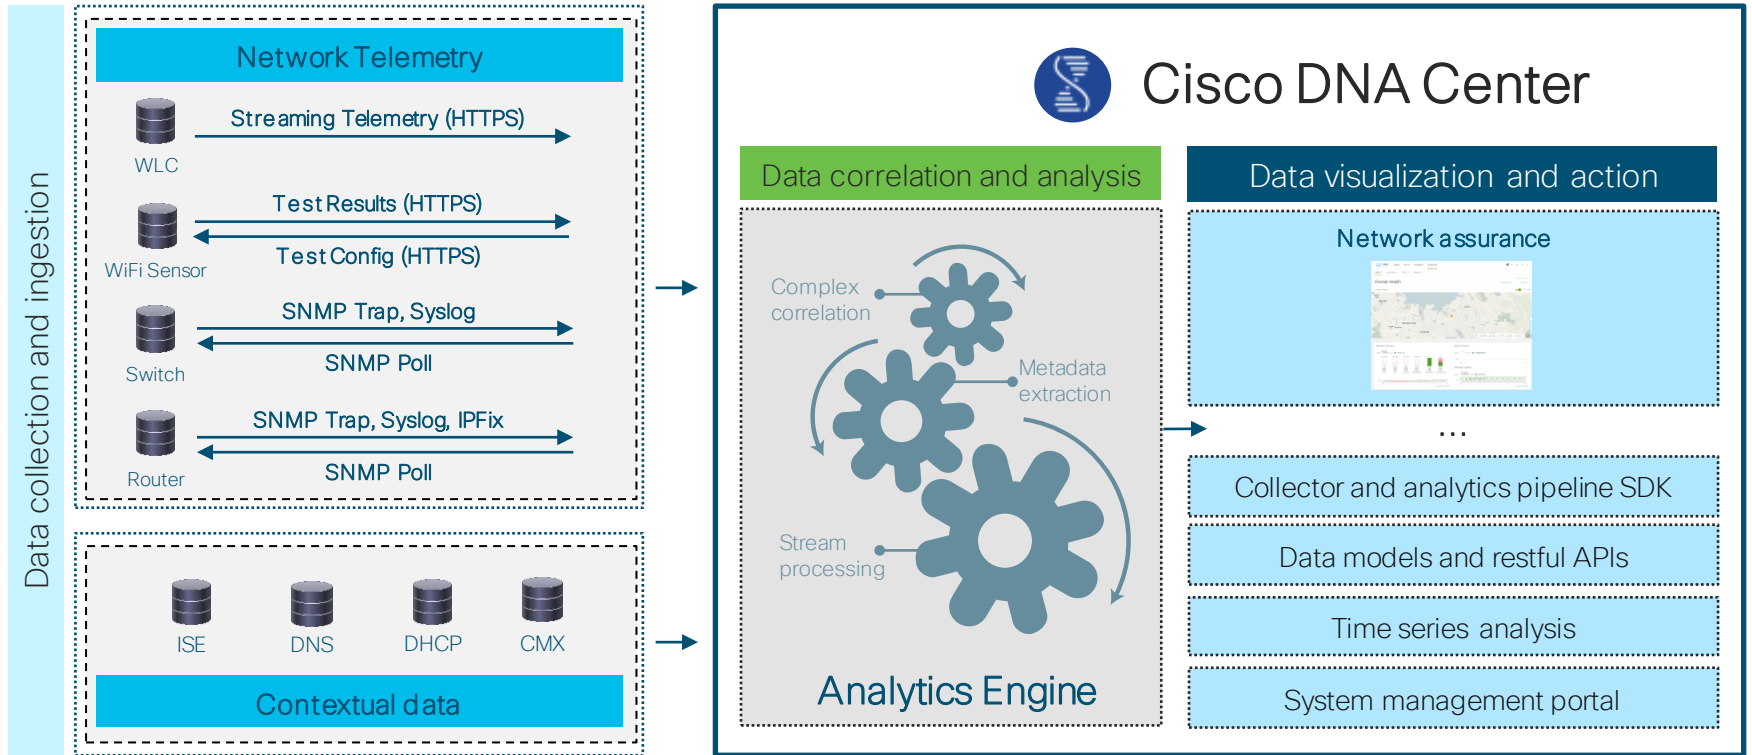 Data collection and ingestion
Network Telemetry
Streaming Telemetry (HTTPS)
WLC
Test Results (HTTPS)
Test Config (HTTPS)
WiFi Sensor
SNMP Trap, Syslog
SNMP Poll
Switch
SNMP Trap, Syslog, IPFix
SNMP Poll
Router
ISE
DNS
DHCP
CMX
Contextual data
Cisco DNA Center
Data correlation and analysis
Complex
correlation
Metadata
extraction
Stream
processing
Analytics Engine
Data visualization and action
Network assurance
...
Collector and analytics pipeline SDK
Data models and restful APIs
Time series analysis
System management portal